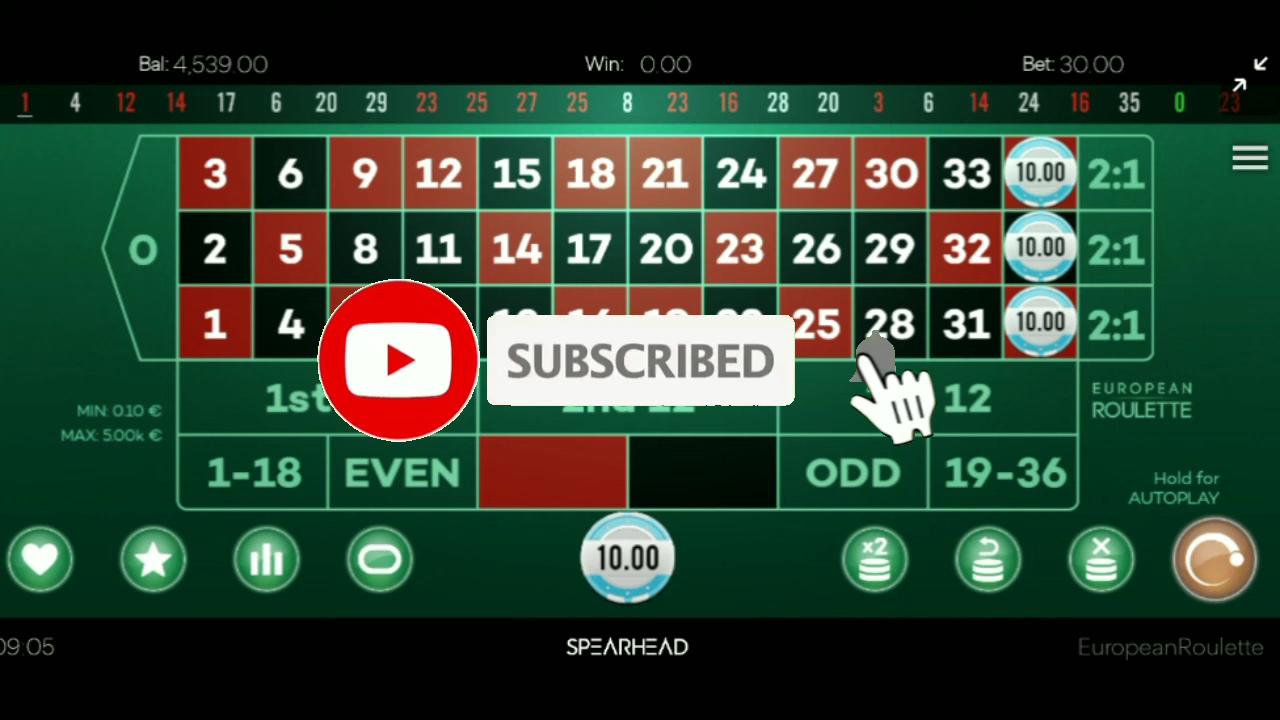 Bal: 4,539.00 Win: 0.00 Bet: 30.00
1 4 12 14 17 6 20 29 23 25 27 25 8 23 16 28 20 3 6 14 24 16 35 0 23
3 6 9 12 15 18 21 24 27 30 33 10.00 2:1
0 2 5 8 11 14 17 20 23 26 29 32 10.00 2:1
1 4 25 28 31 10.00 2:1
SUBSCRIBED
1st 2nd 12 12
EUROPEAN
ROULETTE
MIN: 0.10 €
MAX: 5.00k €
1-18 EVEN ODD 19-36
Hold for
AUTOPLAY
10.00 x2
09:05 SPEARHEAD EuropeanRoulette